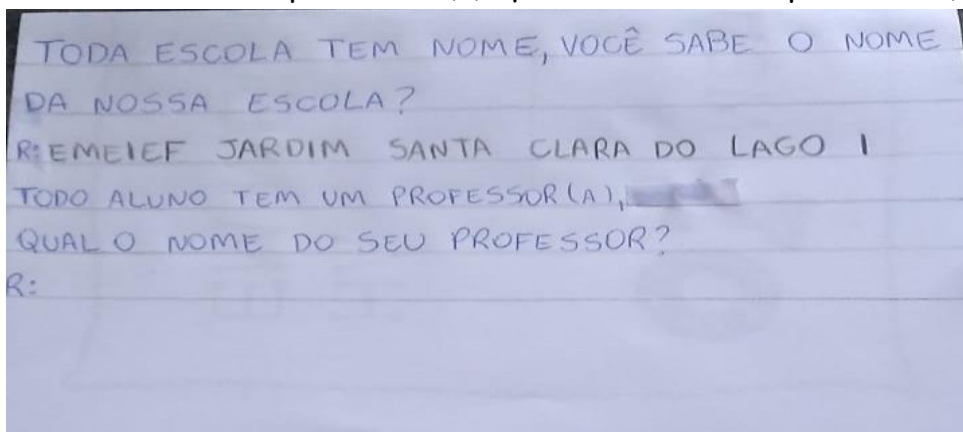 TODA ESCOLA TEM NOME, VOCÊ SABE O NOME
DA NOSSA ESCOLA?
R: EMEIEF JARDIM SANTA CLARA DO LAGO I
TODO ALUNO TEM UM PROFESSOR(A),
QUAL O NOME DO SEU PROFESSOR?
R: